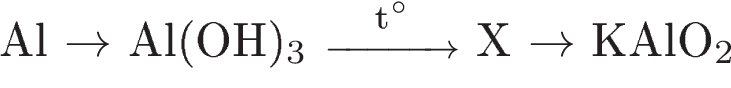 Al → Al(OH)₃ —t°→ X → KAlO₂